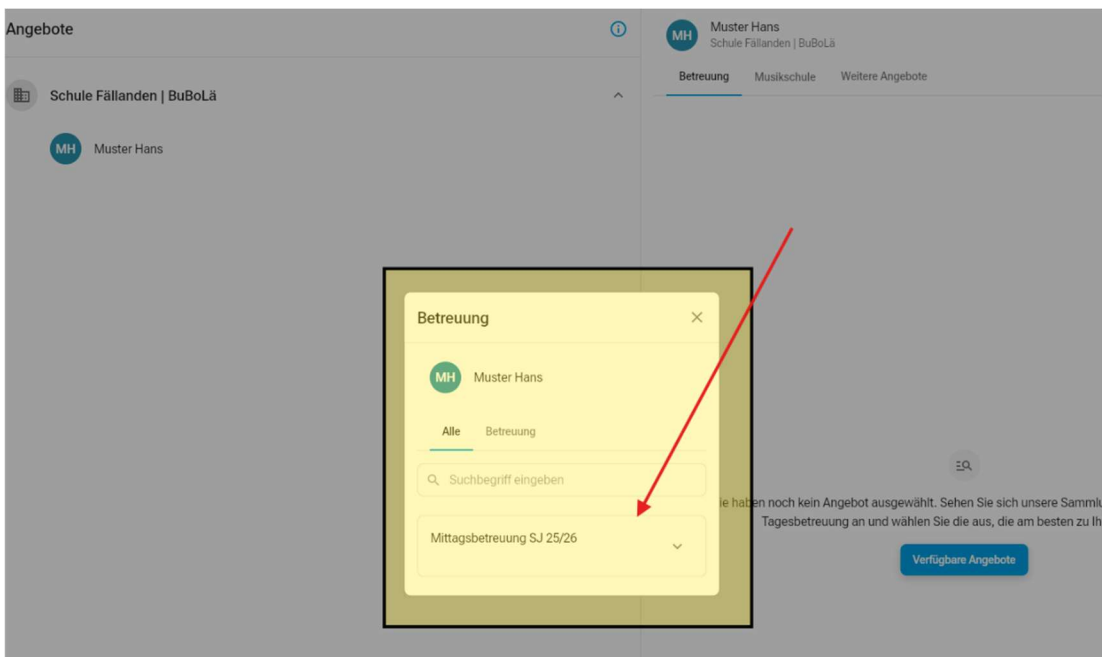 Angebote
Schule Fällanden | BuBoLä
MH Muster Hans
MH Muster Hans
Schule Fällanden | BuBoLä
Betreuung Musikschule Weitere Angebote
Betreuung
MH Muster Hans
Alle Betreuung
Suchbegriff eingeben
Mittagsbetreuung SJ 25/26
haben noch kein Angebot ausgewählt. Sehen Sie sich unsere
Tagesbetreuung an und wählen Sie die aus, die am besten zu
Verfügbare Angebote